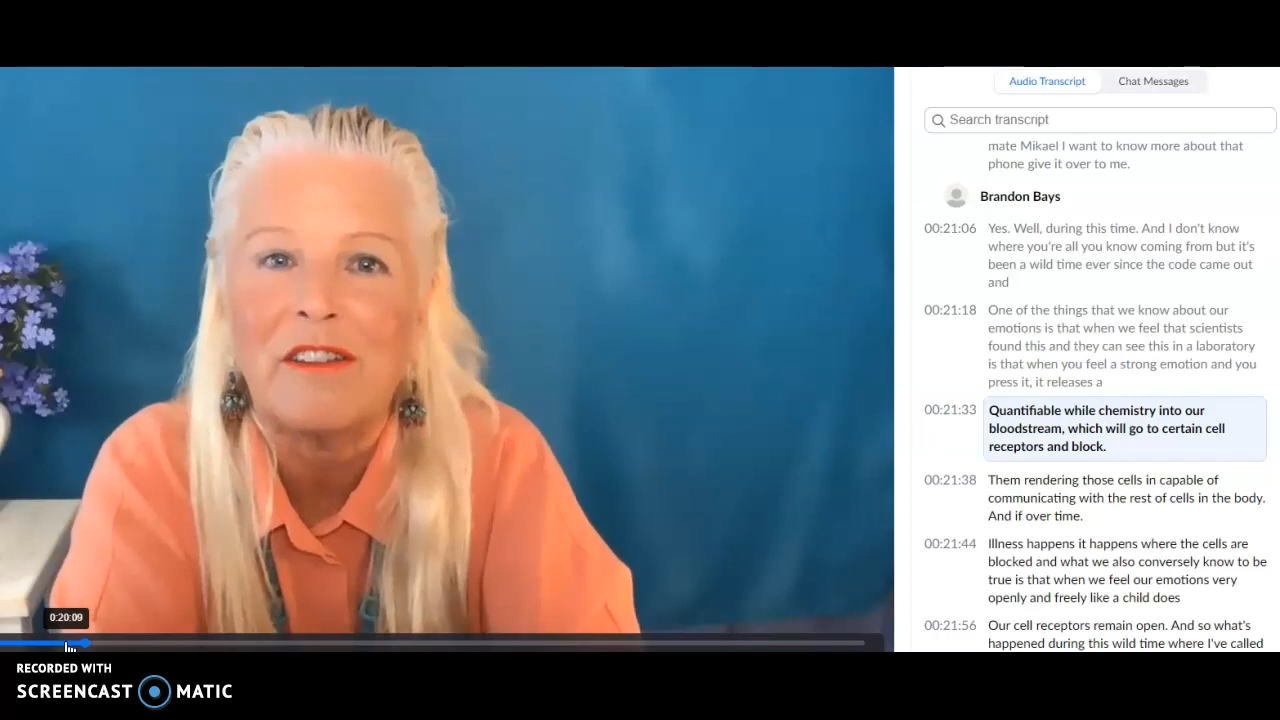 Audio Transcript
Chat Messages
Search transcript
mate Mikael I want to know more about that
phone give it over to me.
Brandon Bays
00:21:06
Yes. Well, during this time. And I don't know
where you're all you know coming from but it's
been a wild time ever since the code came out
and
00:21:18
One of the things that we know about our
emotions is that when we feel that scientists
found this and they can see this in a laboratory
is that when you feel a strong emotion and you
press it, it releases a
00:21:33
Quantifiable while chemistry into our
bloodstream, which will go to certain cell
receptors and block.
00:21:38
Them rendering those cells in capable of
communicating with the rest of cells in the body.
And if over time.
00:21:44
Illness happens it happens where the cells are
blocked and what we also conversely know to be
true is that when we feel our emotions very
openly and freely like a child does
00:21:56
Our cell receptors remain open. And so what's
happened during this wild time where I've called
0:20:09
RECORDED WITH
SCREENCAST MATIC